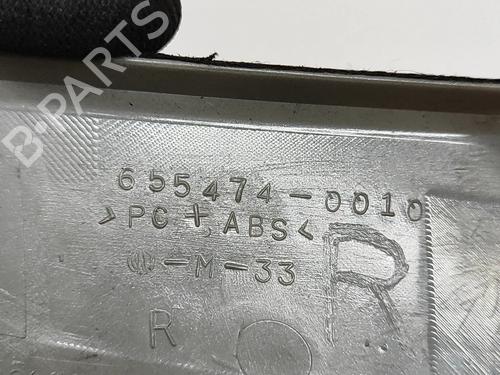 B-PARTS
655474-0010
>PC+ABS<
-M-33
R
R